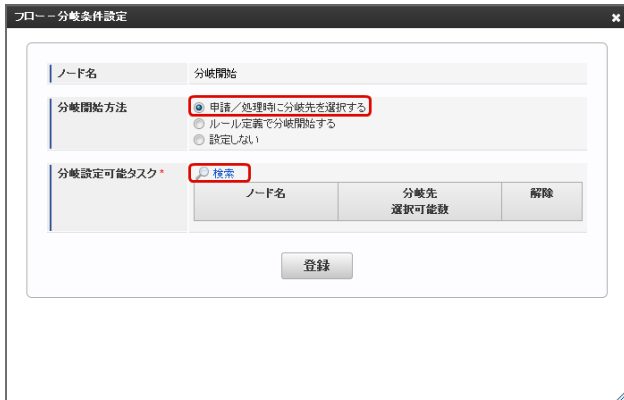 フロー－分岐条件設定
ノード名
分岐開始
分岐開始方法
申請／処理時に分岐先を選択する
ルール定義で分岐開始する
設定しない
分岐設定可能タスク*
検索
ノード名
分岐先
選択可能数
解除
登録